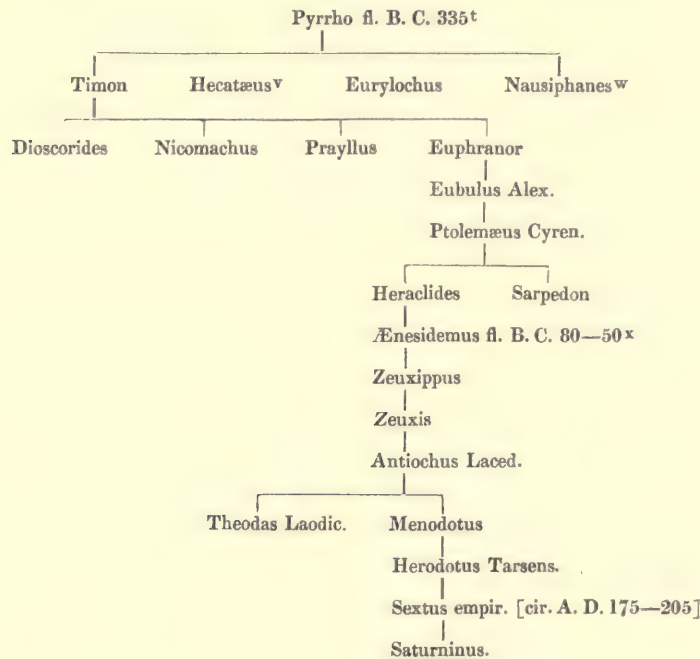 Pyrrho fl. B. C. 335t
Timon Hecatæusv Eurylochus Nausiphanesw
Dioscorides Nicomachus Prayllus Euphranor
Eubulus Alex.
Ptolemæus Cyren.
Heraclides Sarpedon
Ænesidemus fl. B. C. 80—50x
Zeuxippus
Zeuxis
Antiochus Laced.
Theodas Laodic. Menodotus
Herodotus Tarsens.
Sextus empir. [cir. A. D. 175—205]
Saturninus.